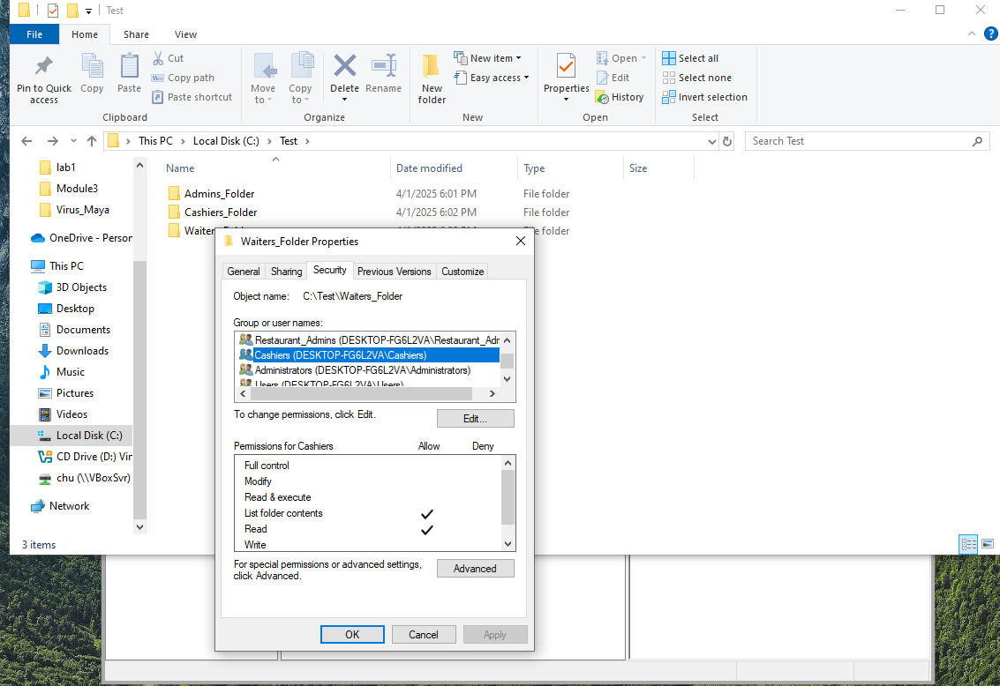 Test
File Home Share View
Pin to Quick access
Copy
Paste
Cut
Copy path
Paste shortcut
Clipboard
Move to
Copy to
Delete
Rename
Organize
New folder
New item
Easy access
New
Properties
Open
Edit
History
Open
Select all
Select none
Invert selection
Select
This PC > Local Disk (C:) > Test >
Search Test
lab1
Module3
Virus_Maya
OneDrive - Person
This PC
3D Objects
Desktop
Documents
Downloads
Music
Pictures
Videos
Local Disk (C:)
CD Drive (D:) Vir
chu (\\VBoxSvr)
Network
3 items
Name Date modified Type Size
Admins_Folder 4/1/2025 6:01 PM File folder
Cashiers_Folder 4/1/2025 6:02 PM File folder
Waiters
e folder
Waiters_Folder Properties
General Sharing Security Previous Versions Customize
Object name: C:\Test\Waiters_Folder
Group or user names:
Restaurant_Admins (DESKTOP-FG6L2VA\Restaurant_Adr
Cashiers (DESKTOP-FG6L2VA\Cashiers)
Administrators (DESKTOP-FG6L2VA\Administrators)
Users (DESKTOP-FG6L2VA\Users)
To change permissions, click Edit.
Edit...
Permissions for Cashiers Allow Deny
Full control
Modify
Read & execute
List folder contents
Read
Write
For special permissions or advanced settings,
click Advanced.
Advanced
OK Cancel Apply